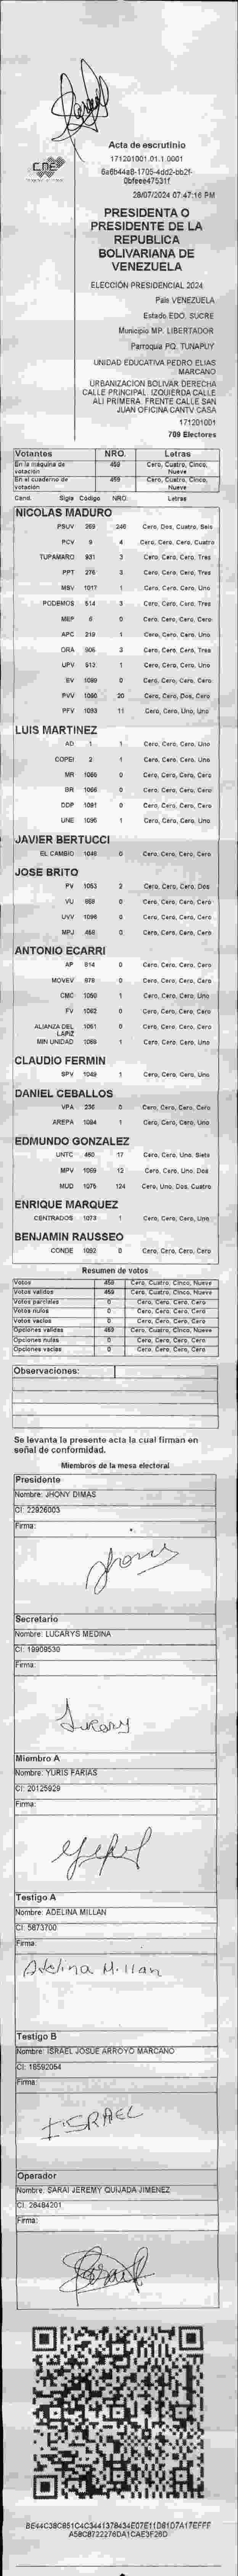 CNE
Acta de escrutinio
171201001.01.1.0001
28/07/2024 07:47:16 PM
PRESIDENTA O
PRESIDENTE DE LA
REPUBLICA
BOLIVARIANA DE
VENEZUELA
ELECCIÓN PRESIDENCIAL 2024
País VENEZUELA
Estado EDO. SUCRE
Municipio MP. LIBERTADOR
Parroquia PQ. TUNAPUY
UNIDAD EDUCATIVA PEDRO ELIAS
MARCANO
URBANIZACION BOLIVAR DERECHA
CALLE PRINCIPAL. IZQUIERDA CALLE
ALI PRIMERA. FRENTE CALLE SAN
JUAN OFICINA CANTV CASA
171201001
709 Electores
Votantes NRO. Letras
En la máquina de votación 459 Cero, Cuatro, Cinco, Nueve
En el cuaderno de votación 459 Cero, Cuatro, Cinco, Nueve
Cand. Sigla Código NRO. Letras
NICOLAS MADURO
PSUV 269 246 Cero, Dos, Cuatro, Seis
PCV 9 4 Cero, Cero, Cero, Cuatro
TUPAMARO 931 3 Cero, Cero, Cero, Tres
PPT 276 3 Cero, Cero, Cero, Tres
MSV 1017 1 Cero, Cero, Cero, Uno
PODEMOS 514 3 Cero, Cero, Cero, Tres
MEP 6 0 Cero, Cero, Cero, Cero
APC 219 1 Cero, Cero, Cero, Uno
ORA 906 3 Cero, Cero, Cero, Tres
UPV 513 1 Cero, Cero, Cero, Uno
EV 1089 0 Cero, Cero, Cero, Cero
PVV 1050 20 Cero, Cero, Dos, Cero
PFV 1093 11 Cero, Cero, Uno, Uno
LUIS MARTINEZ
AD 1 1 Cero, Cero, Cero, Uno
COPEI 2 1 Cero, Cero, Cero, Uno
MR 0 Cero, Cero, Cero, Cero
BR 0 Cero, Cero, Cero, Cero
DDP 1091 0 Cero, Cero, Cero, Cero
UNE 1096 1 Cero, Cero, Cero, Uno
JAVIER BERTUCCI
EL CAMBIO 1048 0 Cero, Cero, Cero, Cero
JOSE BRITO
PV 1053 2 Cero, Cero, Cero, Dos
VU 959 0 Cero, Cero, Cero, Cero
UVV 1098 0 Cero, Cero, Cero, Cero
MPJ 458 0 Cero, Cero, Cero, Cero
ANTONIO ECARRI
AP 914 0 Cero, Cero, Cero, Cero
MOVEV 978 0 Cero, Cero, Cero, Cero
CMC 1050 1 Cero, Cero, Cero, Uno
FV 1062 0 Cero, Cero, Cero, Cero
ALIANZA DEL LAPIZ 1061 0 Cero, Cero, Cero, Cero
MIN UNIDAD 1069 1 Cero, Cero, Cero, Uno
CLAUDIO FERMIN
SPV 1049 1 Cero, Cero, Cero, Uno
DANIEL CEBALLOS
VPA 236 0 Cero, Cero, Cero, Cero
AREPA 1084 1 Cero, Cero, Cero, Uno
EDMUNDO GONZALEZ
UNTC 460 17 Cero, Cero, Uno, Siete
MPV 1069 12 Cero, Cero, Uno, Dos
MUD 1075 124 Cero, Uno, Dos, Cuatro
ENRIQUE MARQUEZ
CENTRADOS 1073 1 Cero, Cero, Cero, Uno
BENJAMIN RAUSSEO
CONDE 1092 0 Cero, Cero, Cero, Cero
Resumen de votos
Votos 459 Cero, Cuatro, Cinco, Nueve
Votos validos 459 Cero, Cuatro, Cinco, Nueve
Votos parciales 0 Cero, Cero, Cero, Cero
Votos nulos 0 Cero, Cero, Cero, Cero
Votos vacios 0 Cero, Cero, Cero, Cero
Opciones validas 459 Cero, Cuatro, Cinco, Nueve
Opciones nulas 0 Cero, Cero, Cero, Cero
Opciones vacias 0 Cero, Cero, Cero, Cero
Observaciones:
Se levanta la presente acta la cual firman en
señal de conformidad.
Miembros de la mesa electoral
Presidente
Nombre: JHONY DIMAS
CI: 22926003
Firma:
Jhony
Secretario
Nombre: LUCARYS MEDINA
CI: 19909530
Firma:
Lucary
Miembro A
Nombre: YURIS FARIAS
CI: 20125929
Firma:
Testigo A
Nombre: ADELINA MILLAN
CI: 5873700
Firma:
Adelina Millan
Testigo B
Nombre: ISRAEL JOSUE ARROYO MARCANO
CI: 18592054
Firma:
ISRAEL
Operador
Nombre: SARAI JEREMY QUIJADA JIMENEZ
CI: 26484201
Firma: